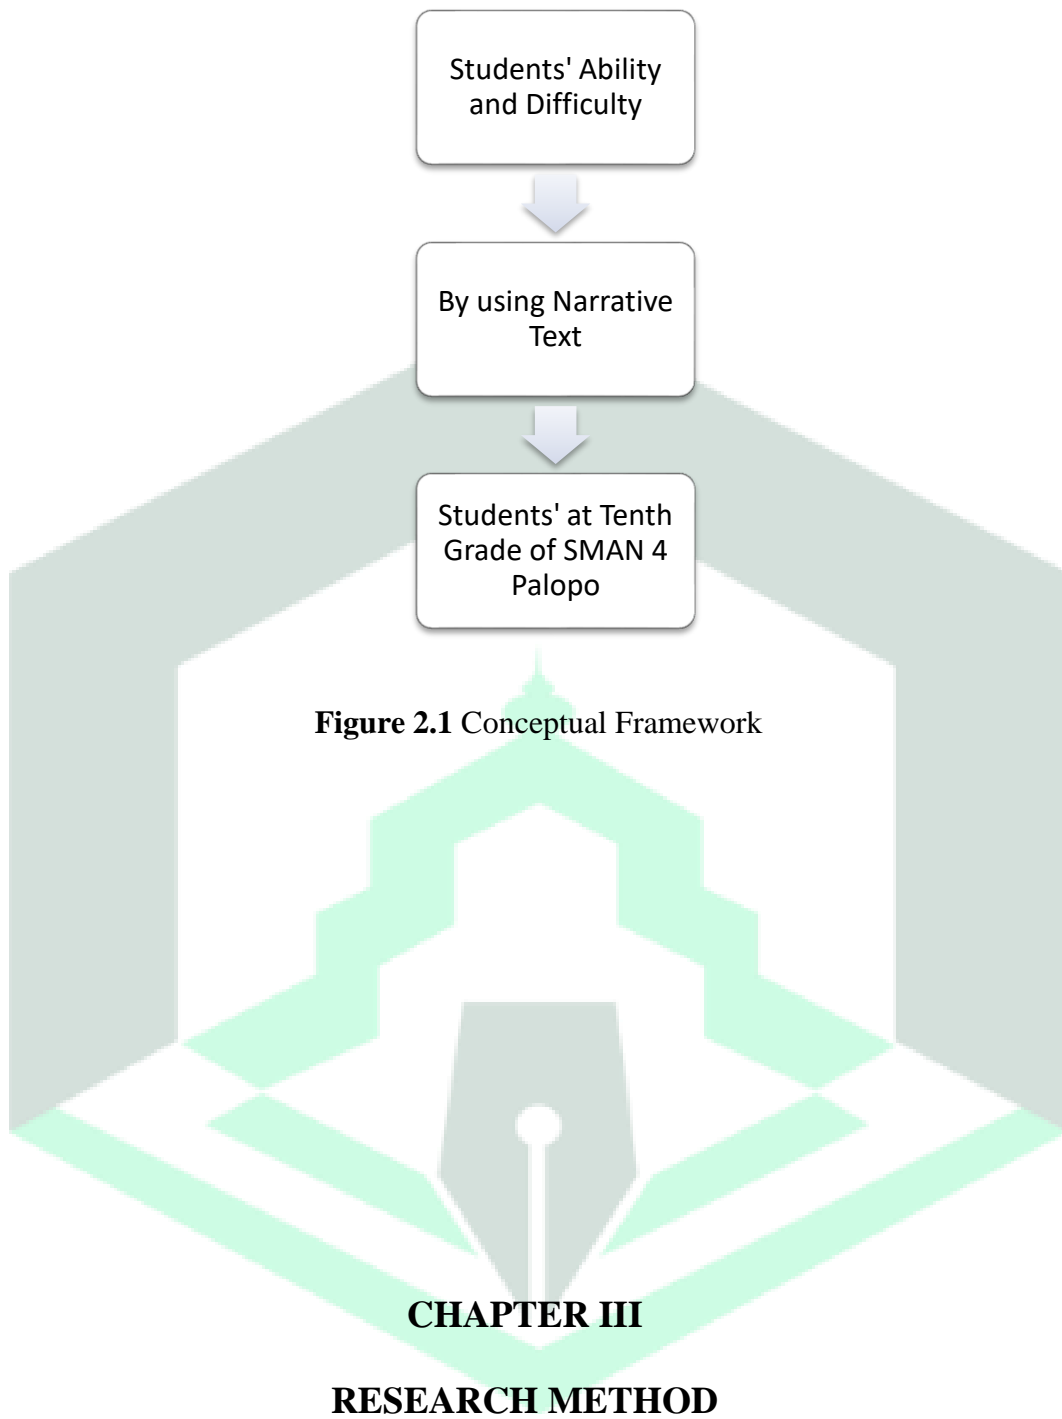 Students' Ability
and Difficulty
By using Narrative
Text
Students' at Tenth
Grade of SMAN 4
Palopo
Figure 2.1 Conceptual Framework
CHAPTER III
RESEARCH METHOD